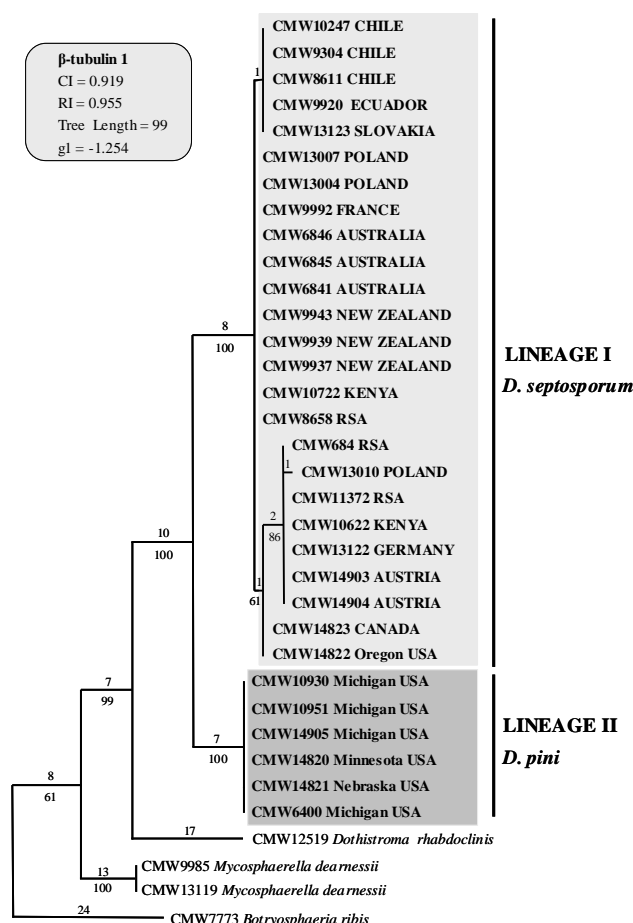 β-tubulin 1
CI = 0.919
RI = 0.955
Tree Length = 99
g1 = -1.254
CMW10247 CHILE
CMW9304 CHILE
1
CMW8611 CHILE
CMW9920 ECUADOR
CMW13123 SLOVAKIA
CMW13007 POLAND
CMW13004 POLAND
CMW9992 FRANCE
CMW6846 AUSTRALIA
CMW6845 AUSTRALIA
CMW6841 AUSTRALIA
CMW9943 NEW ZEALAND
8
100
CMW9939 NEW ZEALAND
CMW9937 NEW ZEALAND
CMW10722 KENYA
CMW8658 RSA
LINEAGE I
D. septosporum
CMW684 RSA
1
CMW13010 POLAND
CMW11372 RSA
2
86
CMW10622 KENYA
CMW13122 GERMANY
CMW14903 AUSTRIA
1
61
CMW14904 AUSTRIA
CMW14823 CANADA
CMW14822 Oregon USA
10
100
CMW10930 Michigan USA
CMW10951 Michigan USA
CMW14905 Michigan USA
7
100
CMW14820 Minnesota USA
CMW14821 Nebraska USA
CMW6400 Michigan USA
LINEAGE II
D. pini
7
99
17
CMW12519 Dothistroma rhabdoclinis
8
61
13
100
CMW9985 Mycosphaerella dearnessii
CMW13119 Mycosphaerella dearnessii
24
CMW7773 Botryosphaeria ribis